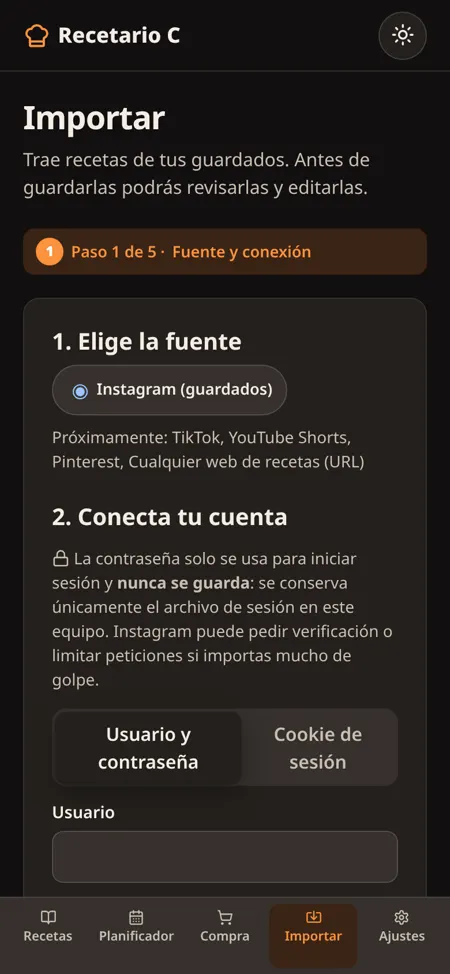 Recetario C
Importar
Trae recetas de tus guardados. Antes de
guardarlas podrás revisarlas y editarlas.
1 Paso 1 de 5 · Fuente y conexión
1. Elige la fuente
Instagram (guardados)
Próximamente: TikTok, YouTube Shorts,
Pinterest, Cualquier web de recetas (URL)
2. Conecta tu cuenta
La contraseña solo se usa para iniciar
sesión y nunca se guarda: se conserva
únicamente el archivo de sesión en este
equipo. Instagram puede pedir verificación o
limitar peticiones si importas mucho de
golpe.
Usuario y
contraseña
Cookie de
sesión
Usuario
Recetas
Planificador
Compra
Importar
Ajustes